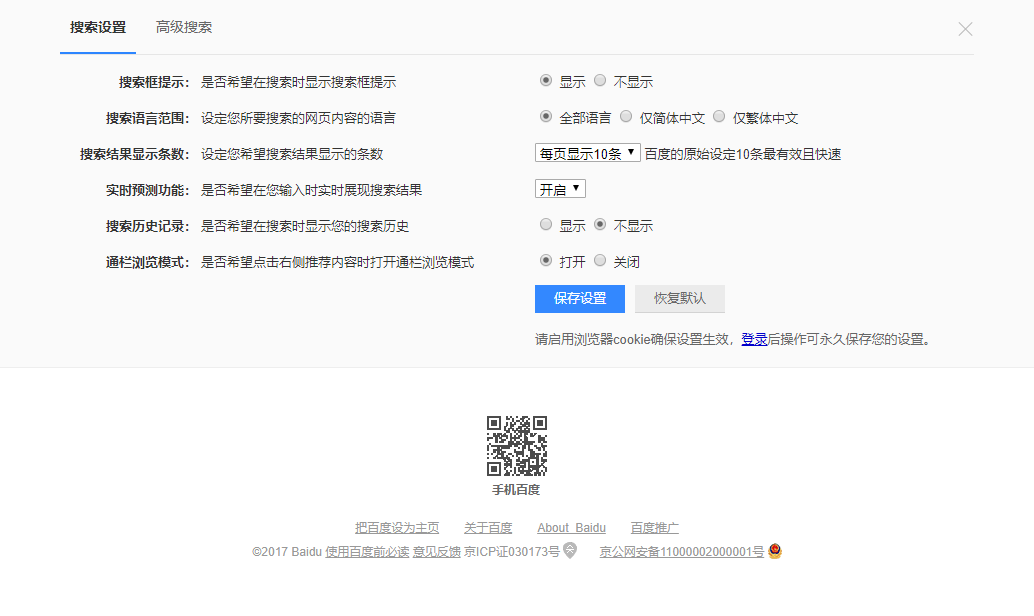 搜索设置 高级搜索
搜索框提示： 是否希望在搜索时显示搜索框提示 显示 不显示
搜索语言范围： 设定您所要搜索的网页内容的语言 全部语言 仅简体中文 仅繁体中文
搜索结果显示条数： 设定您希望搜索结果显示的条数 每页显示10条 百度的原始设定10条最有效且快速
实时预测功能： 是否希望在您输入时实时展现搜索结果 开启
搜索历史记录： 是否希望在搜索时显示您的搜索历史 显示 不显示
通栏浏览模式： 是否希望点击右侧推荐内容时打开通栏浏览模式 打开 关闭
保存设置 恢复默认
请启用浏览器cookie确保设置生效，登录后操作可永久保存您的设置。
手机百度
把百度设为主页 关于百度 About Baidu 百度推广
©2017 Baidu 使用百度前必读 意见反馈 京ICP证030173号 京公网安备11000002000001号